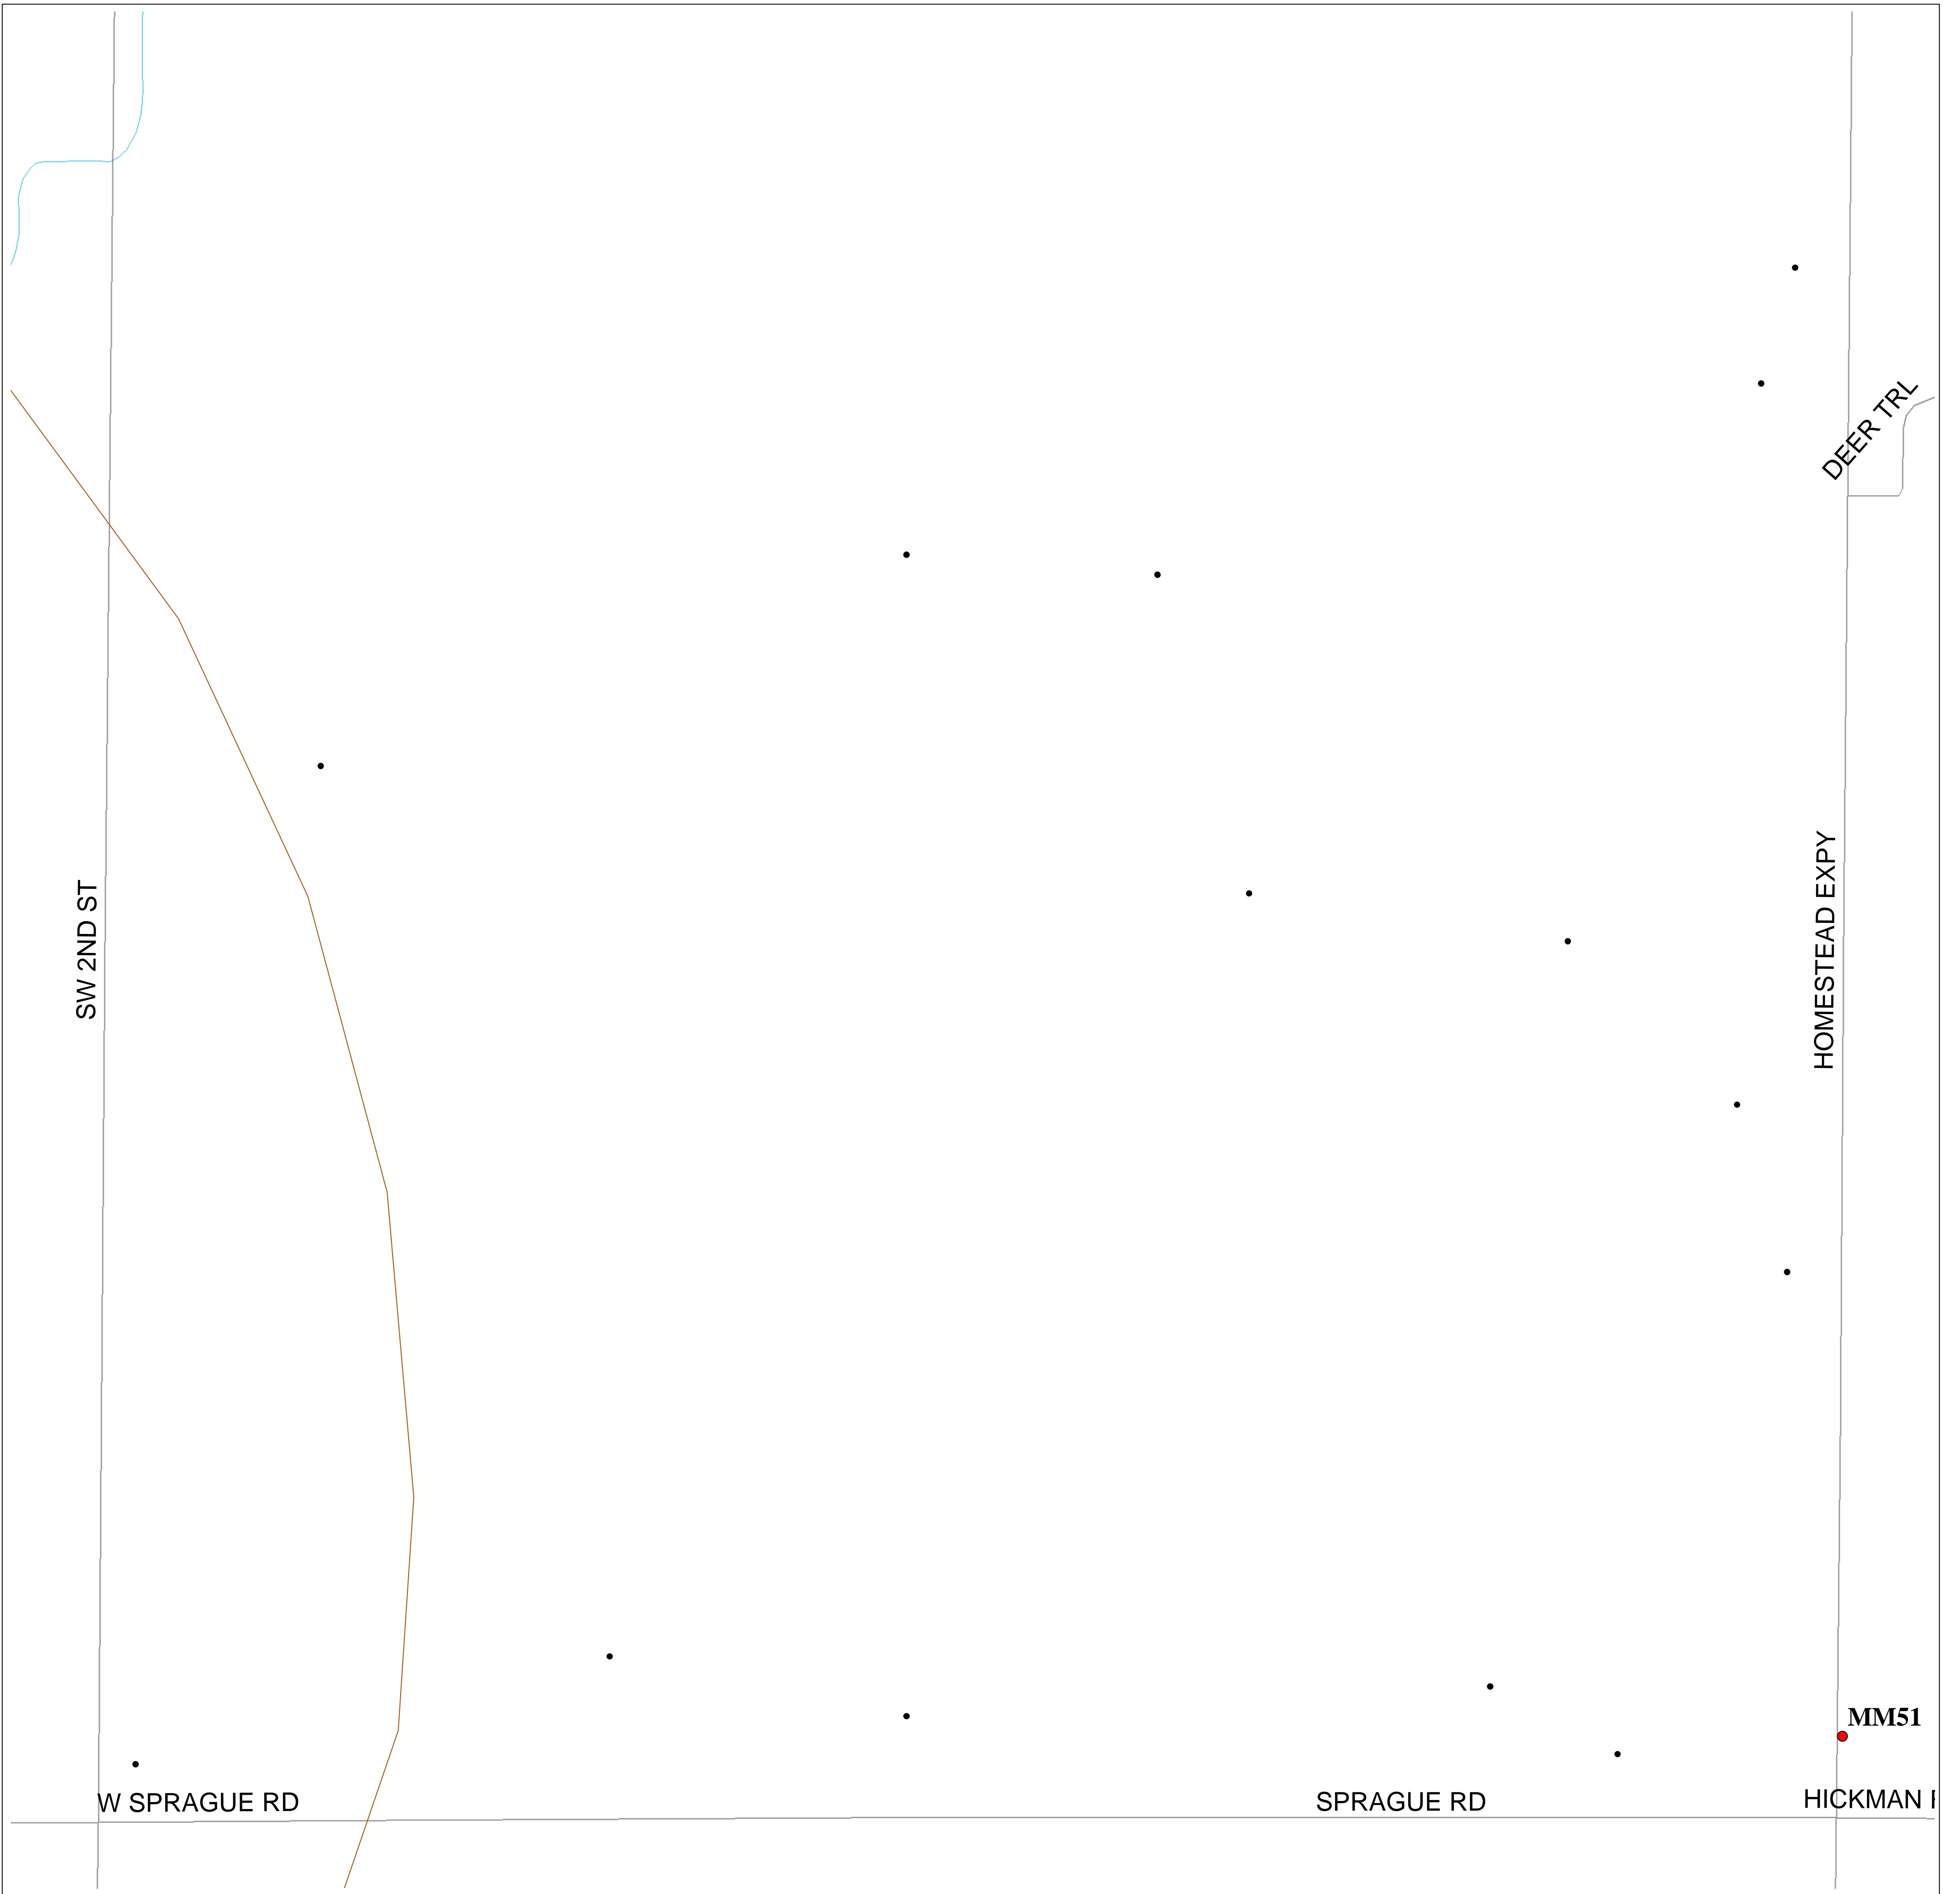 DEER TRL
SW 2ND ST
HOMESTEAD EXPY
MM51
W SPRAGUE RD
SPRAGUE RD
HICKMAN